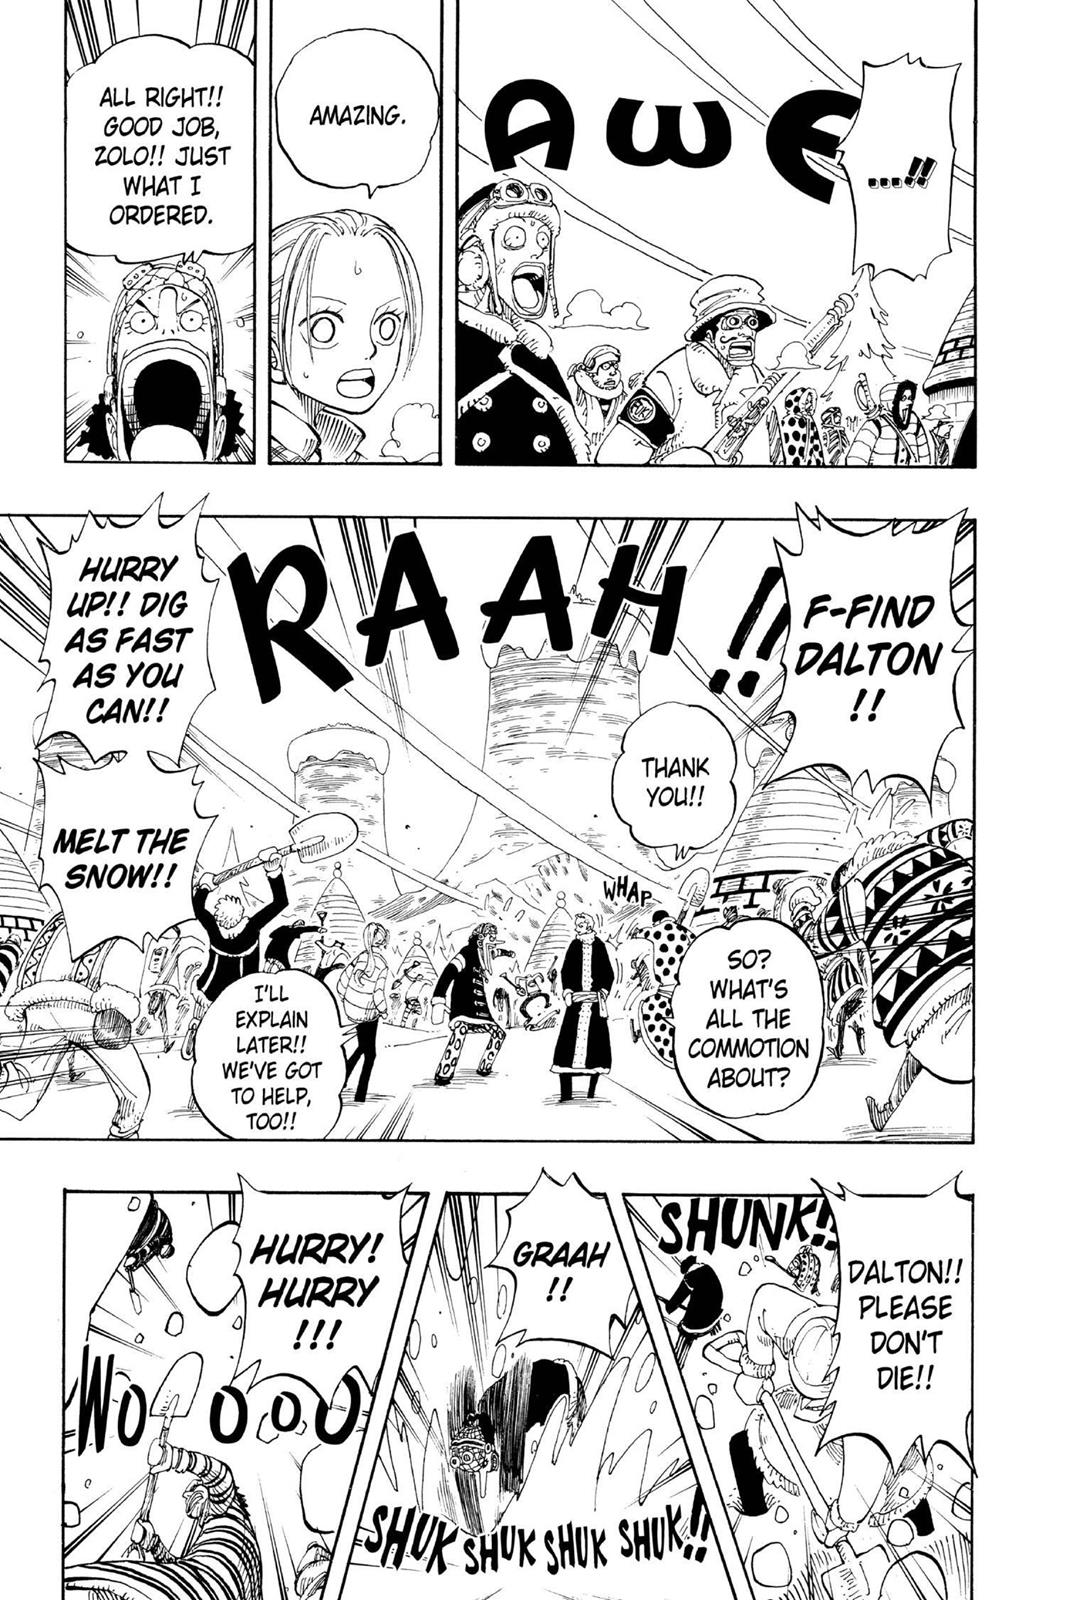 ....!!
AWE
AMAZING.
ALL RIGHT!!
GOOD JOB,
ZOLO!! JUST
WHAT I
ORDERED.
F-FIND
DALTON
!!
RAAH!!
HURRY
UP!! DIG
AS FAST
AS YOU
CAN!!
THANK
YOU!!
MELT THE
SNOW!!
WHAP
SO?
WHAT'S
ALL THE
COMMOTION
ABOUT?
I'LL
EXPLAIN
LATER!!
WE'VE GOT
TO HELP,
TOO!!
SHUNK!!
DALTON!!
PLEASE
DON'T
DIE!!
GRAAH
!!
SHUK SHUK SHUK SHUK!!
HURRY!
HURRY
!!!
WOOOO